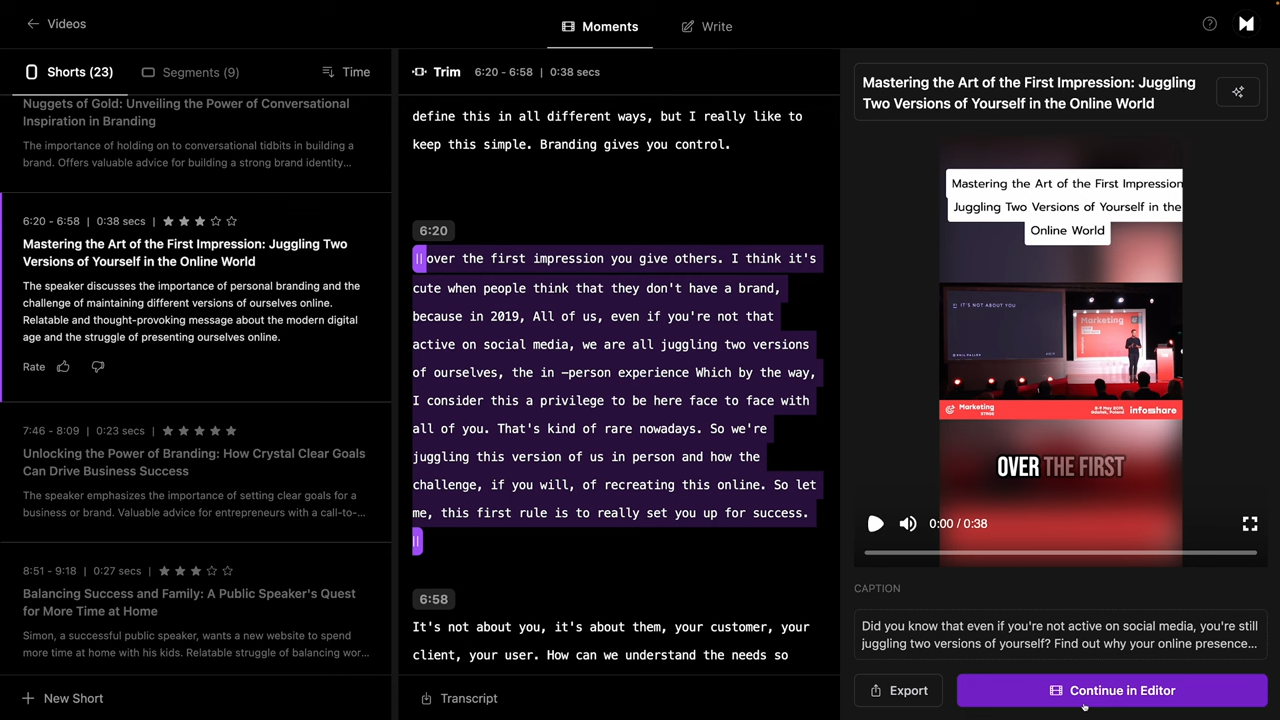 Videos
Moments
Write
Shorts (23)
Segments (9)
Time
Nuggets of Gold: Unveiling the Power of Conversational
Inspiration in Branding
The importance of holding on to conversational tidbits in building a
brand. Offers valuable advice for building a strong brand identity...
6:20 - 6:58 | 0:38 secs |
Mastering the Art of the First Impression: Juggling Two
Versions of Yourself in the Online World
The speaker discusses the importance of personal branding and the
challenge of maintaining different versions of ourselves online.
Relatable and thought-provoking message about the modern digital
age and the struggle of presenting ourselves online.
Rate
7:46 - 8:09 | 0:23 secs |
Unlocking the Power of Branding: How Crystal Clear Goals
Can Drive Business Success
The speaker emphasizes the importance of setting clear goals for a
business or brand. Valuable advice for entrepreneurs with a call-to-...
8:51 - 9:18 | 0:27 secs |
Balancing Success and Family: A Public Speaker's Quest
for More Time at Home
Simon, a successful public speaker, wants a new website to spend
more time at home with his kids. Relatable struggle of balancing wor...
New Short
Trim
6:20 - 6:58 | 0:38 secs
define this in all different ways, but I really like to
keep this simple. Branding gives you control.
6:20
over the first impression you give others. I think it's
cute when people think that they don't have a brand,
because in 2019, All of us, even if you're not that
active on social media, we are all juggling two versions
of ourselves, the in -person experience Which by the way,
I consider this a privilege to be here face to face with
all of you. That's kind of rare nowadays. So we're
juggling this version of us in person and how the
challenge, if you will, of recreating this online. So let
me, this first rule is to really set you up for success.
6:58
It's not about you, it's about them, your customer, your
client, your user. How can we understand the needs so
Transcript
Mastering the Art of the First Impression: Juggling
Two Versions of Yourself in the Online World
Mastering the Art of the First Impression
Juggling Two Versions of Yourself in the
Online World
IT'S NOT ABOUT YOU
Marketing
STAGE
infoshare
all
OVER THE FIRST
0:00 / 0:38
CAPTION
Did you know that even if you're not active on social media, you're still
juggling two versions of yourself? Find out why your online presence...
Export
Continue in Editor